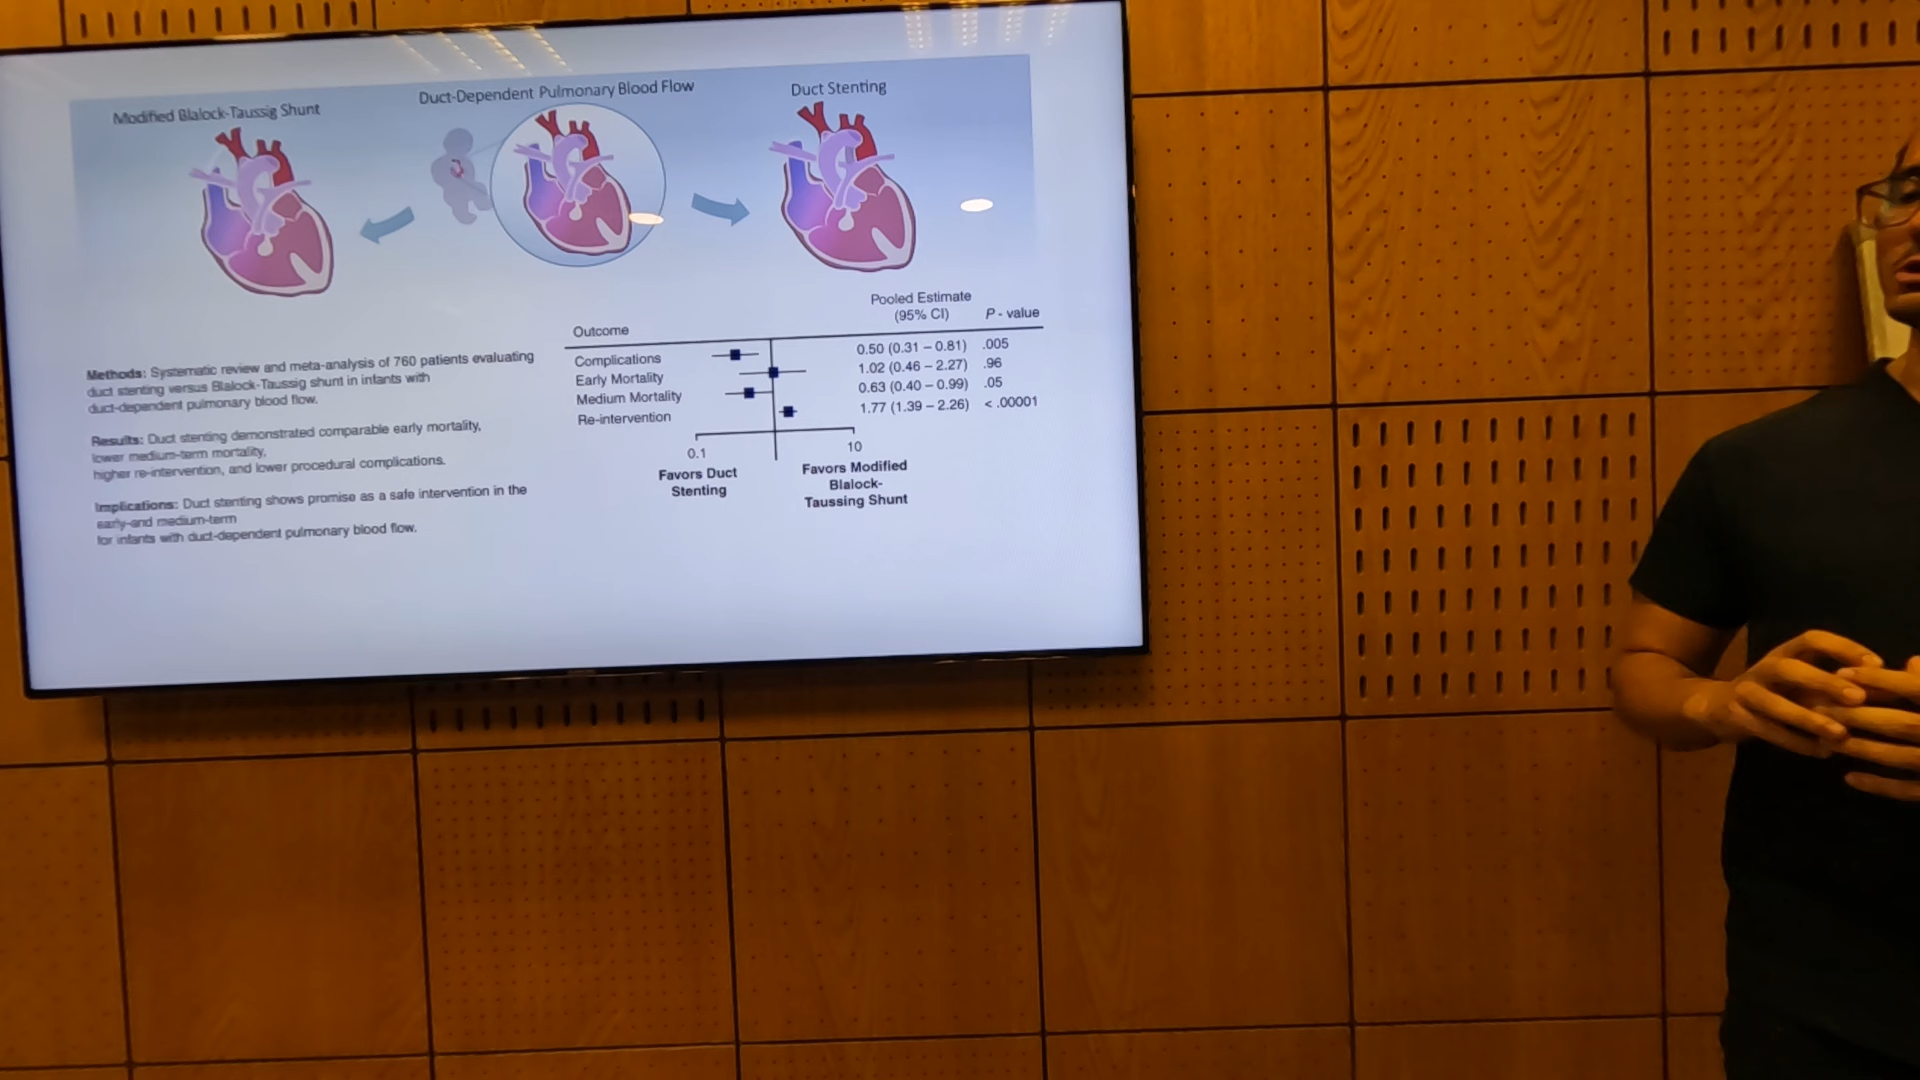 Modified Blalock-Taussig Shunt
Duct-Dependent Pulmonary Blood Flow
Duct Stenting
Methods: Systematic review and meta-analysis of 760 patients evaluating
duct stenting versus Blalock-Taussig shunt in infants with
duct-dependent pulmonary blood flow.
Results: Duct stenting demonstrated comparable early mortality,
lower medium-term mortality,
higher re-intervention, and lower procedural complications.
Implications: Duct stenting shows promise as a safe intervention in the
early-and medium-term
for infants with duct-dependent pulmonary blood flow.
Outcome
Pooled Estimate
(95% CI)
P - value
Complications 0.50 (0.31 – 0.81) .005
Early Mortality 1.02 (0.46 – 2.27) .96
Medium Mortality 0.63 (0.40 – 0.99) .05
Re-intervention 1.77 (1.39 – 2.26) < .00001
0.1 10
Favors Duct
Stenting
Favors Modified
Blalock-
Taussing Shunt